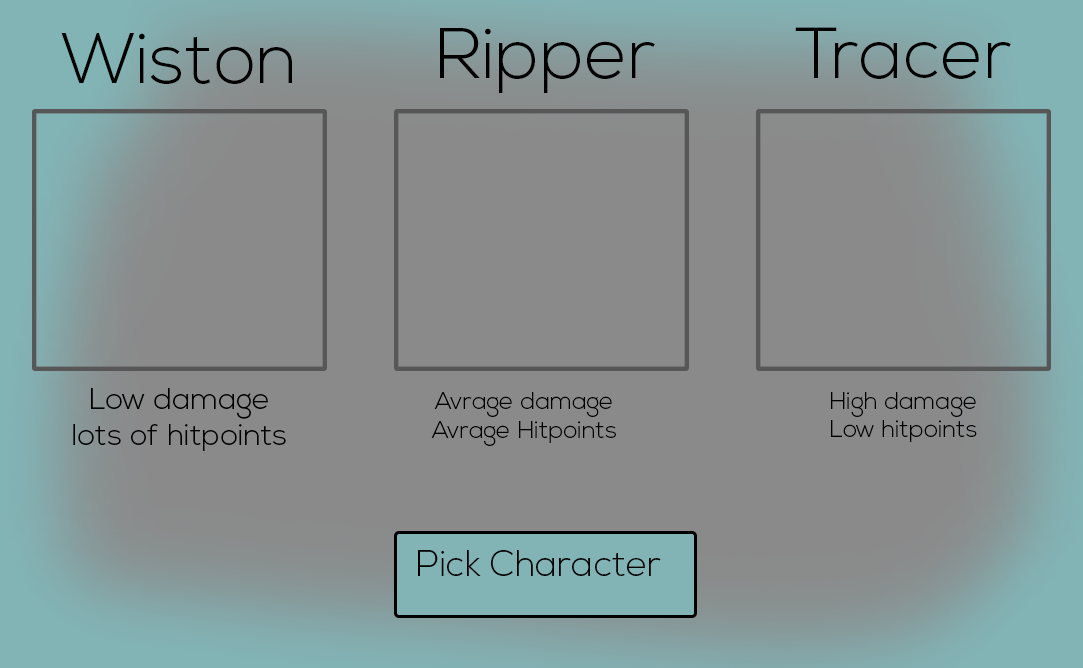 Wiston
Ripper
Tracer
Low damage
lots of hitpoints
Avrage damage
Avrage Hitpoints
High damage
Low hitpoints
Pick Character